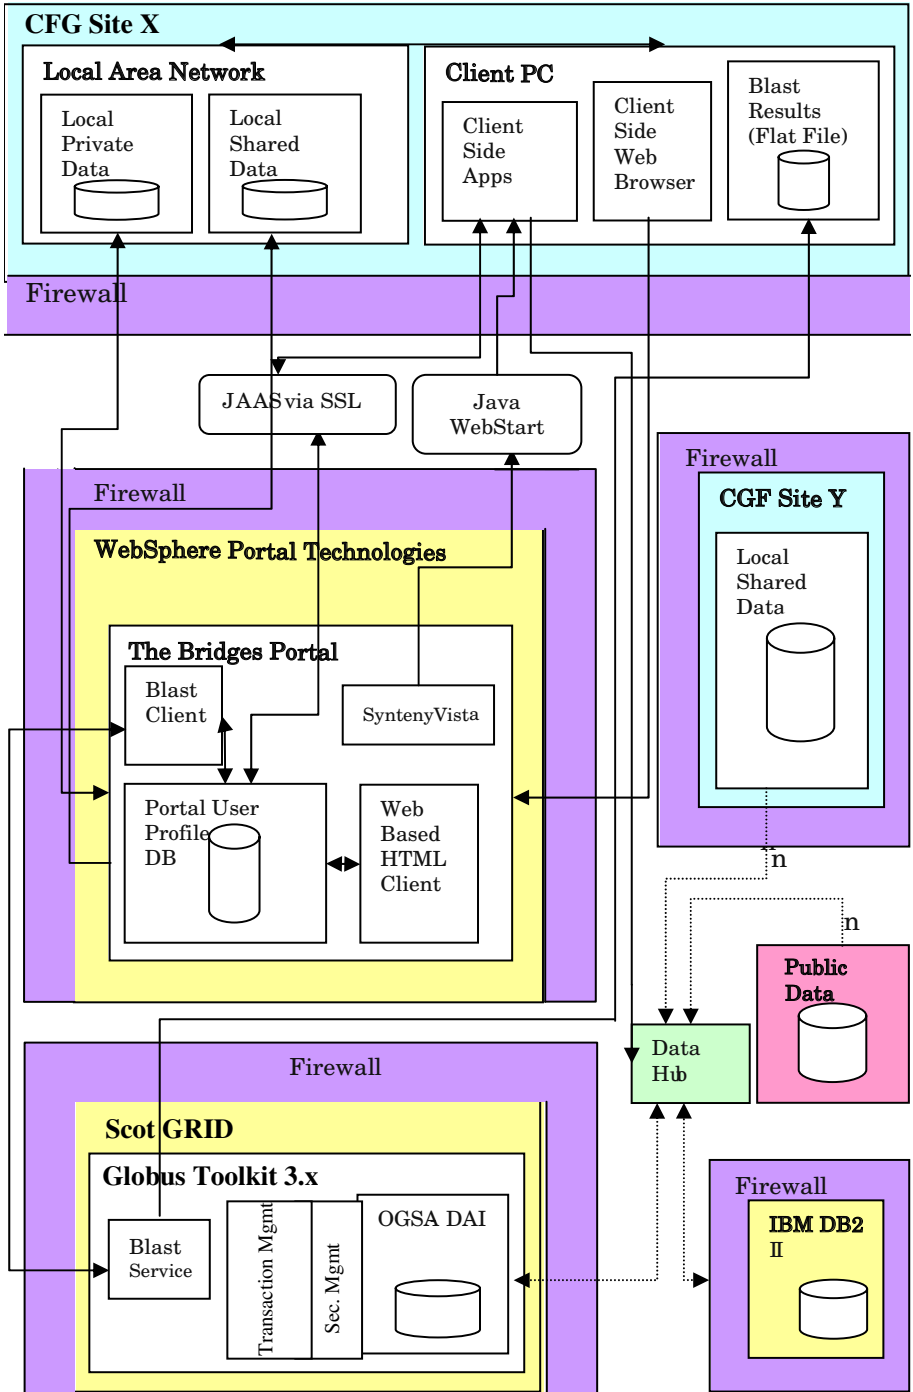 CFG Site X
Local Area Network
Local
Private
Data
Local
Shared
Data
Client PC
Client
Side
Apps
Client
Side
Web
Browser
Blast
Results
(Flat File)
Firewall
JAAS via SSL
Java
WebStart
Firewall
CGF Site Y
Local
Shared
Data
n
Firewall
WebSphere Portal Technologies
The Bridges Portal
Blast
Client
SyntenyVista
Portal User
Profile
DB
Web
Based
HTML
Client
n
Public
Data
Data
Hub
Firewall
Scot GRID
Globus Toolkit 3.x
Blast
Service
Transaction Mgmt
Sec. Mgmt
OGSA DAI
Firewall
IBM DB2
II